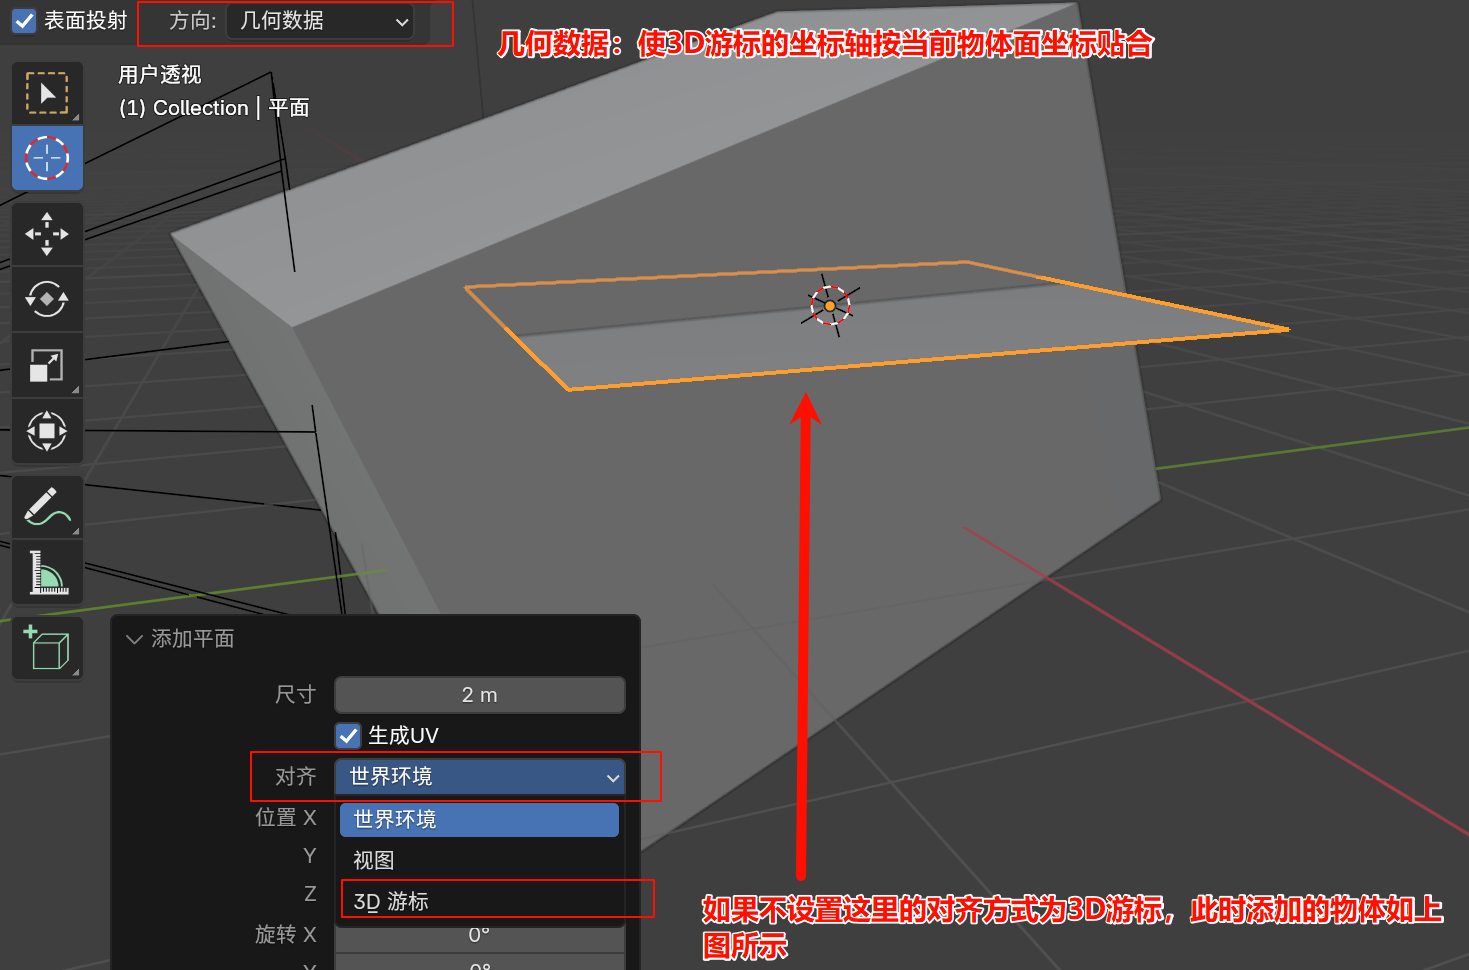 表面投射 方向: 几何数据
几何数据：使3D游标的坐标轴按当前物体面坐标贴合
用户透视
(1) Collection | 平面
添加平面
尺寸 2 m
生成UV
对齐 世界环境
位置 X 世界环境
Y 视图
Z 3D 游标
旋转 X 0°
Y 0°
如果不设置这里的对齐方式为3D游标，此时添加的物体如上
图所示